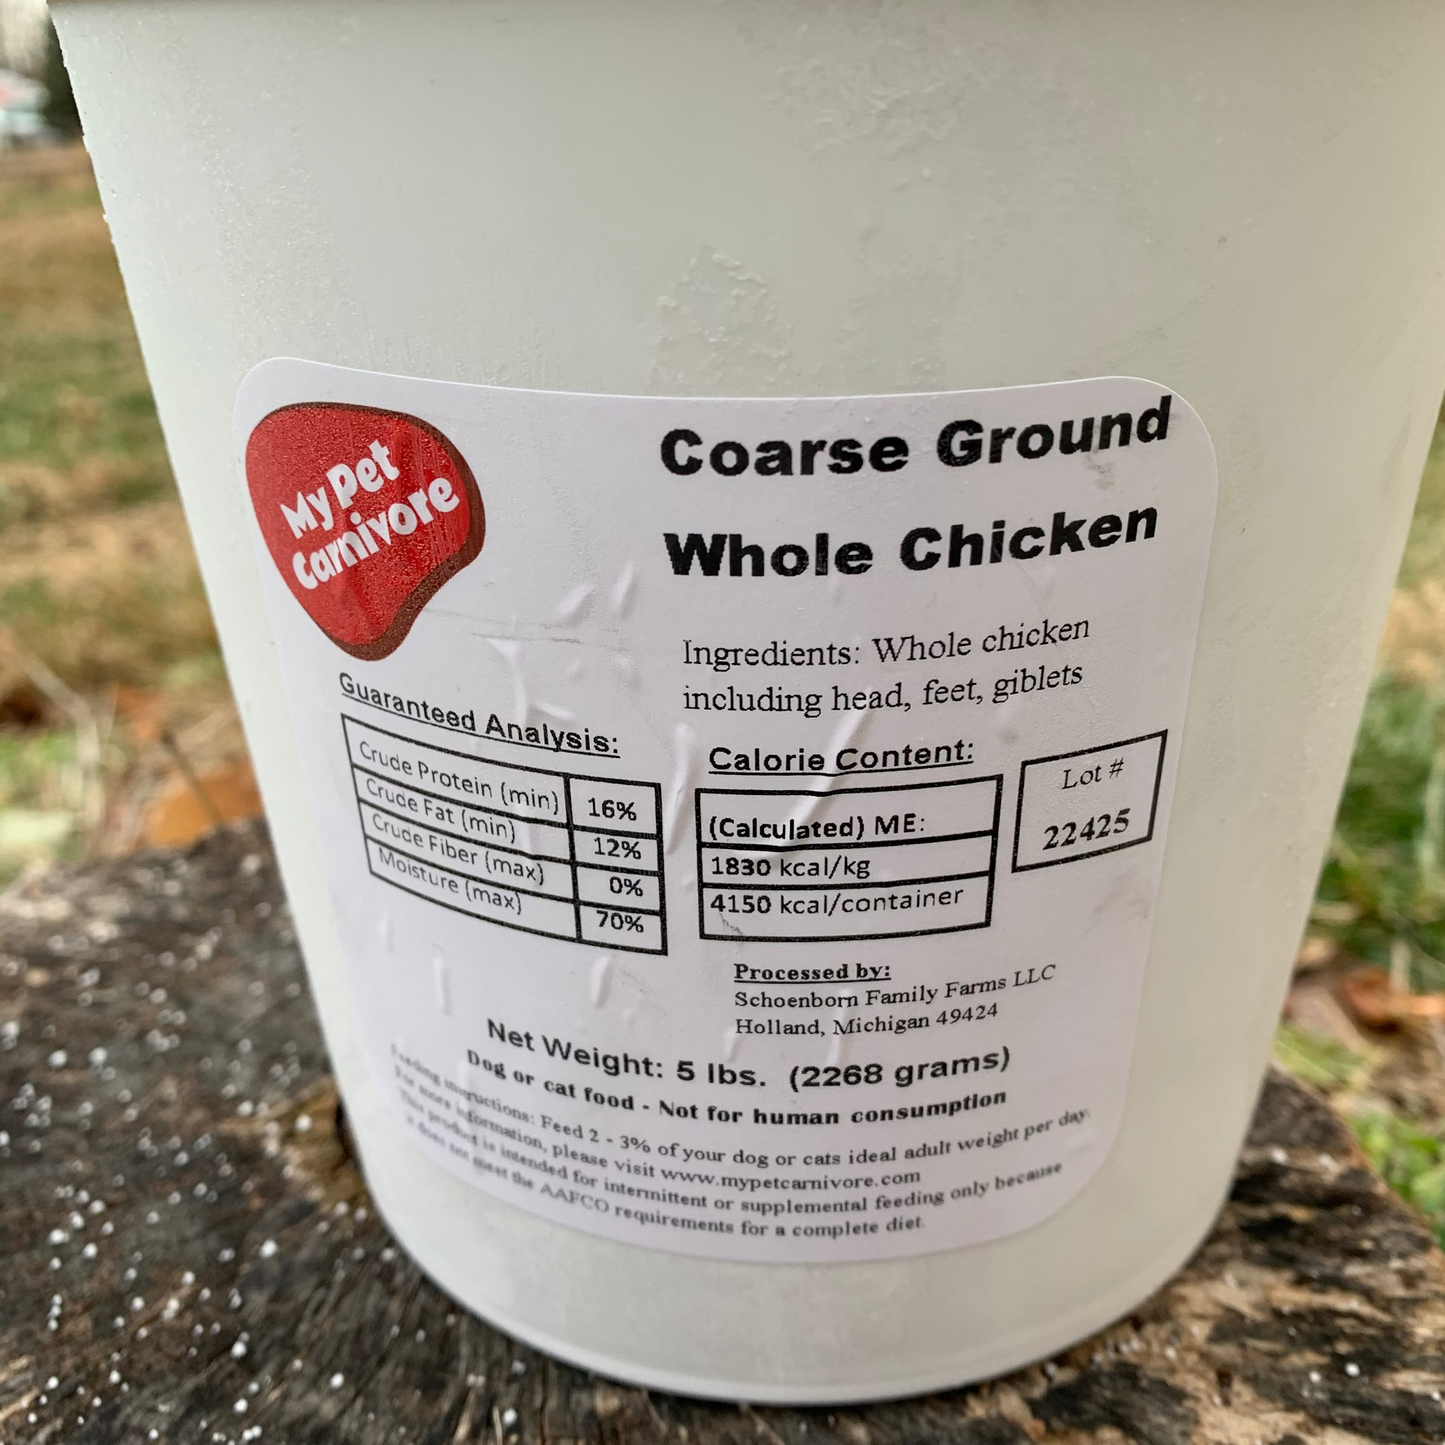 My Pet
Carnivore
Coarse Ground
Whole Chicken
Ingredients: Whole chicken
including head, feet, giblets
Guaranteed Analysis:
Crude Protein (min) 16%
Crude Fat (min) 12%
Crude Fiber (max) 0%
Moisture (max) 70%
Calorie Content:
(Calculated) ME:
1830 kcal/kg
4150 kcal/container
Lot #
22425
Processed by:
Schoenborn Family Farms LLC
Holland, Michigan 49424
Net Weight: 5 lbs. (2268 grams)
Dog or cat food - Not for human consumption
Feeding instructions: Feed 2 - 3% of your dog or cats ideal adult weight per day.
For more information, please visit www.mypetcarnivore.com
This product is intended for intermittent or supplemental feeding only because
it does not meet the AAFCO requirements for a complete diet.